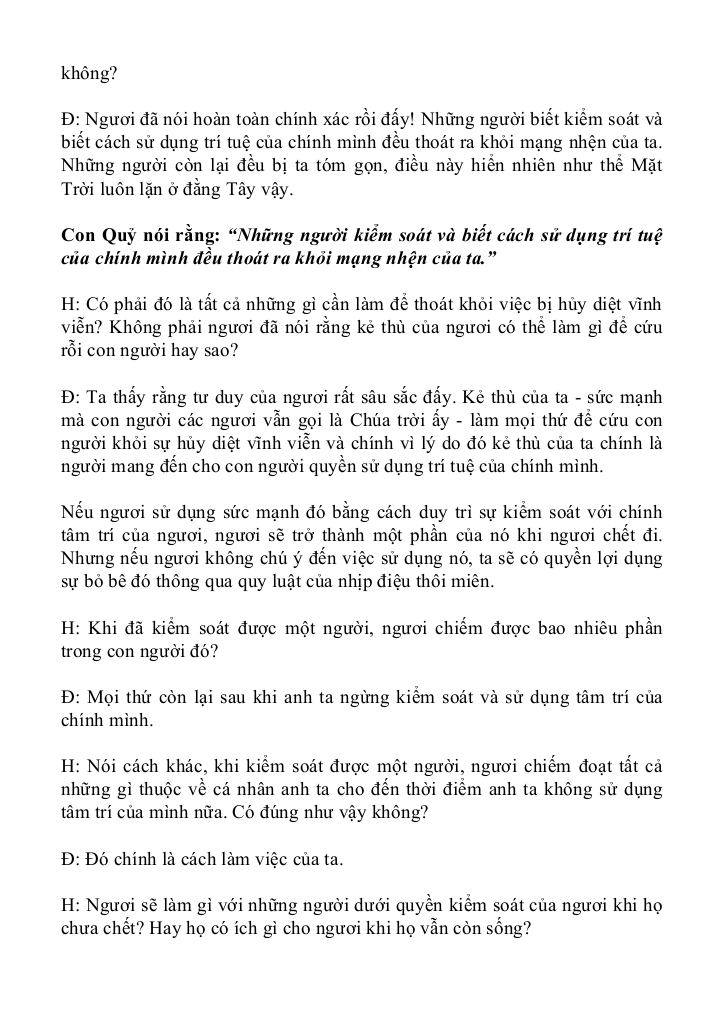 không?
Đ: Ngươi đã nói hoàn toàn chính xác rồi đấy! Những người biết kiểm soát và
biết cách sử dụng trí tuệ của chính mình đều thoát ra khỏi mạng nhện của ta.
Những người còn lại đều bị ta tóm gọn, điều này hiển nhiên như thể Mặt
Trời luôn lặn ở đằng Tây vậy.
Con Quỷ nói rằng: “Những người kiểm soát và biết cách sử dụng trí tuệ
của chính mình đều thoát ra khỏi mạng nhện của ta.”
H: Có phải đó là tất cả những gì cần làm để thoát khỏi việc bị hủy diệt vĩnh
viễn? Không phải ngươi đã nói rằng kẻ thù của ngươi có thể làm gì để cứu
rỗi con người hay sao?
Đ: Ta thấy rằng tư duy của ngươi rất sâu sắc đấy. Kẻ thù của ta - sức mạnh
mà con người các ngươi vẫn gọi là Chúa trời ấy - làm mọi thứ để cứu con
người khỏi sự hủy diệt vĩnh viễn và chính vì lý do đó kẻ thù của ta chính là
người mang đến cho con người quyền sử dụng trí tuệ của chính mình.
Nếu ngươi sử dụng sức mạnh đó bằng cách duy trì sự kiểm soát với chính
tâm trí của ngươi, ngươi sẽ trở thành một phần của nó khi ngươi chết đi.
Nhưng nếu ngươi không chú ý đến việc sử dụng nó, ta sẽ có quyền lợi dụng
sự bỏ bê đó thông qua quy luật của nhịp điệu thôi miên.
H: Khi đã kiểm soát được một người, ngươi chiếm được bao nhiêu phần
trong con người đó?
Đ: Mọi thứ còn lại sau khi anh ta ngừng kiểm soát và sử dụng tâm trí của
chính mình.
H: Nói cách khác, khi kiểm soát được một người, ngươi chiếm đoạt tất cả
những gì thuộc về cá nhân anh ta cho đến thời điểm anh ta không sử dụng
tâm trí của mình nữa. Có đúng như vậy không?
Đ: Đó chính là cách làm việc của ta.
H: Ngươi sẽ làm gì với những người dưới quyền kiểm soát của ngươi khi họ
chưa chết? Hay họ có ích gì cho ngươi khi họ vẫn còn sống?